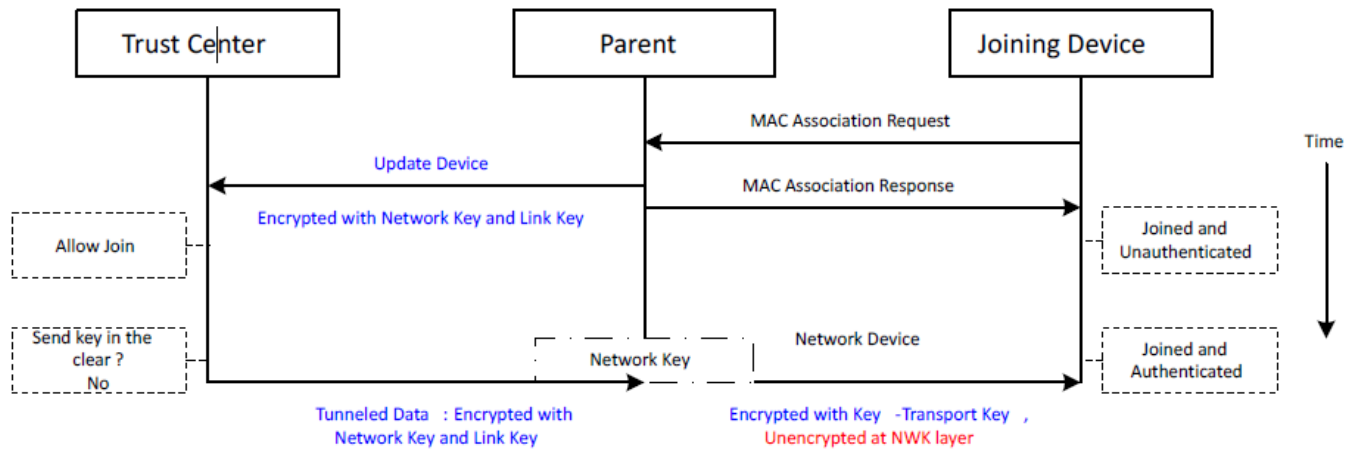 Trust Center
Parent
Joining Device
MAC Association Request
Time
Update Device
MAC Association Response
Encrypted with Network Key and Link Key
Allow Join
Joined and
Unauthenticated
Send key in the
clear ?
No
Network Key
Network Device
Joined and
Authenticated
Tunneled Data : Encrypted with
Network Key and Link Key
Encrypted with Key -Transport Key ,
Unencrypted at NWK layer